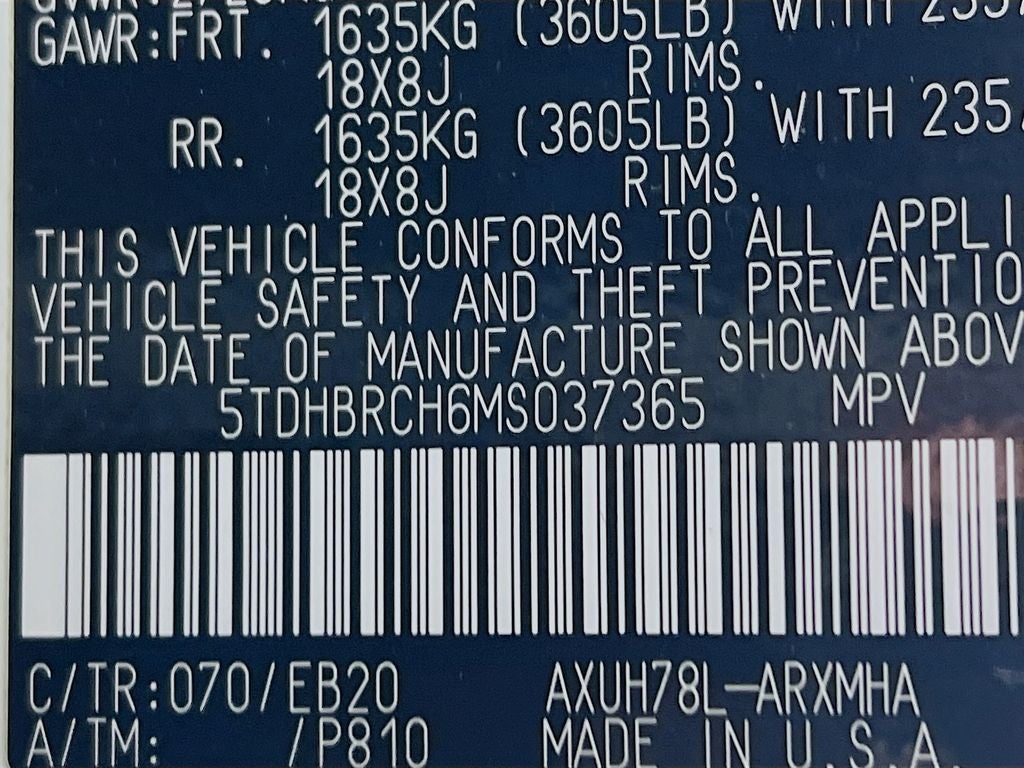 GAWR:FRT. 1635KG (3605LB) WITH 235/
18X8J RIMS.
RR. 1635KG (3605LB) WITH 235/
18X8J RIMS.
THIS VEHICLE CONFORMS TO ALL APPLI
VEHICLE SAFETY AND THEFT PREVENTIO
THE DATE OF MANUFACTURE SHOWN ABOV
5TDHBRCH6MS037365 MPV
C/TR:070/EB20 AXUH78L-ARXMHA
A/TM: /P810 MADE IN U.S.A.